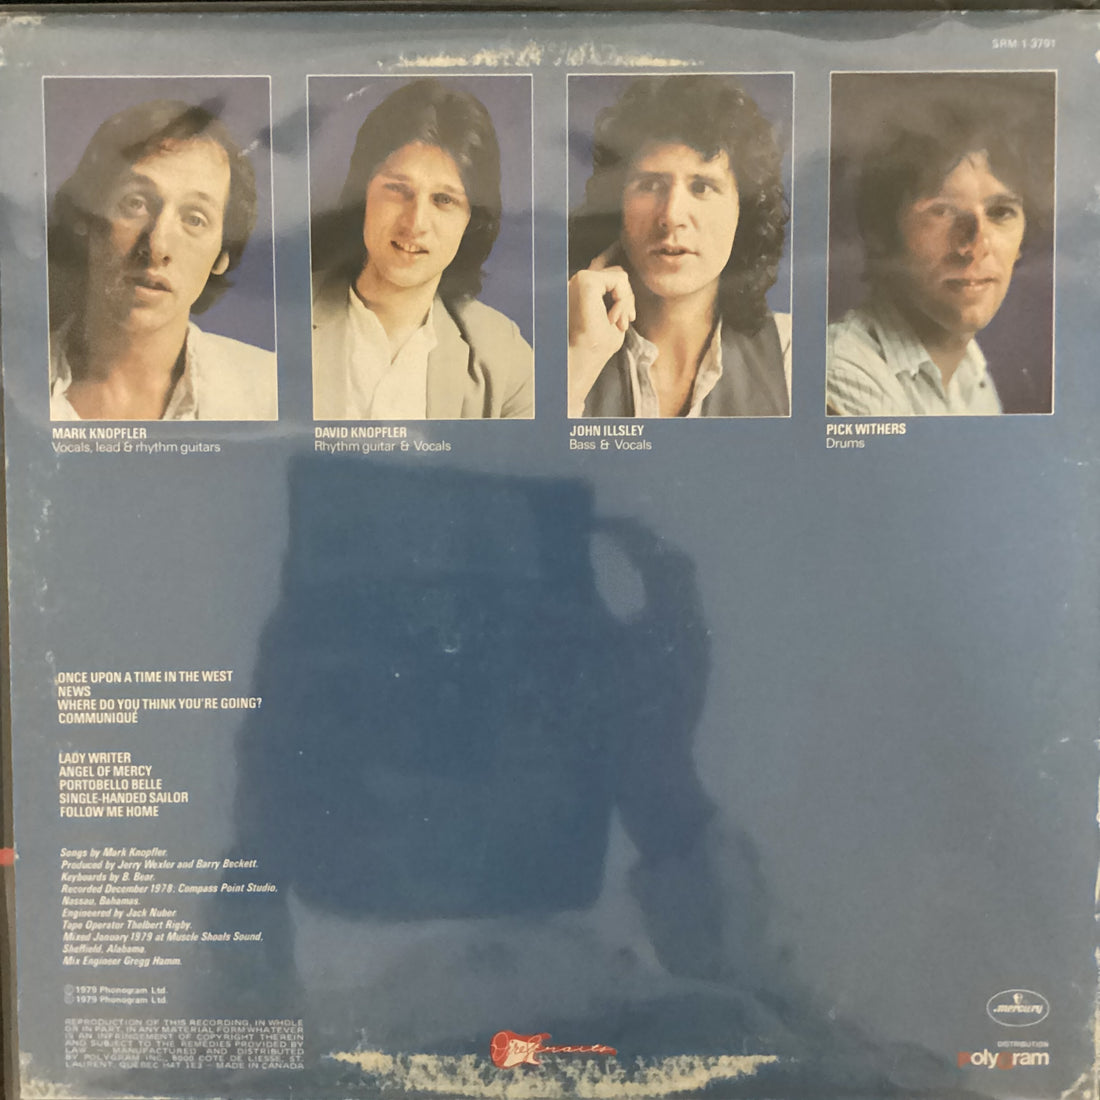 SRM-1-3791
MARK KNOPFLER
Vocals, lead & rhythm guitars
DAVID KNOPFLER
Rhythm guitar & Vocals
JOHN ILLSLEY
Bass & Vocals
PICK WITHERS
Drums
ONCE UPON A TIME IN THE WEST
NEWS
WHERE DO YOU THINK YOU'RE GOING?
COMMUNIQUÉ
LADY WRITER
ANGEL OF MERCY
PORTOBELLO BELLE
SINGLE-HANDED SAILOR
FOLLOW ME HOME
Songs by Mark Knopfler.
Produced by Jerry Wexler and Barry Beckett.
Keyboards by B. Bear.
Recorded December 1978: Compass Point Studio,
Nassau, Bahamas.
Engineered by Jack Nuber.
Tape Operator Thelbert Rigby.
Mixed January 1979 at Muscle Shoals Sound,
Sheffield, Alabama.
Mix Engineer Gregg Hamm.
℗1979 Phonogram Ltd.
©1979 Phonogram Ltd.
REPRODUCTION OF THIS RECORDING, IN WHOLE
OR IN PART, IN ANY MATERIAL FORM WHATEVER
IS AN INFRINGEMENT OF COPYRIGHT THEREIN
AND SUBJECT TO THE REMEDIES PROVIDED BY
LAW — MANUFACTURED AND DISTRIBUTED
BY POLYGRAM INC., 6000 COTE DE LIESSE, ST.
LAURENT, QUEBEC H4T 1E3 — MADE IN CANADA
Dire Straits
mercury
DISTRIBUTION
polygram